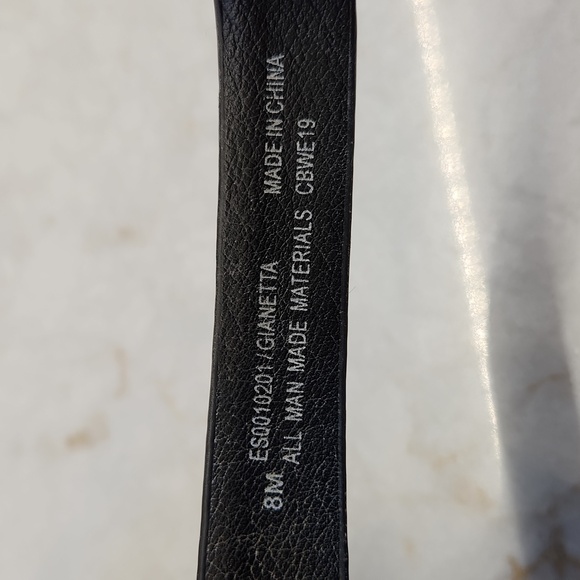 8M ES0010201/GIANETTA MADE IN CHINA
ALL MAN MADE MATERIALS CBWE19